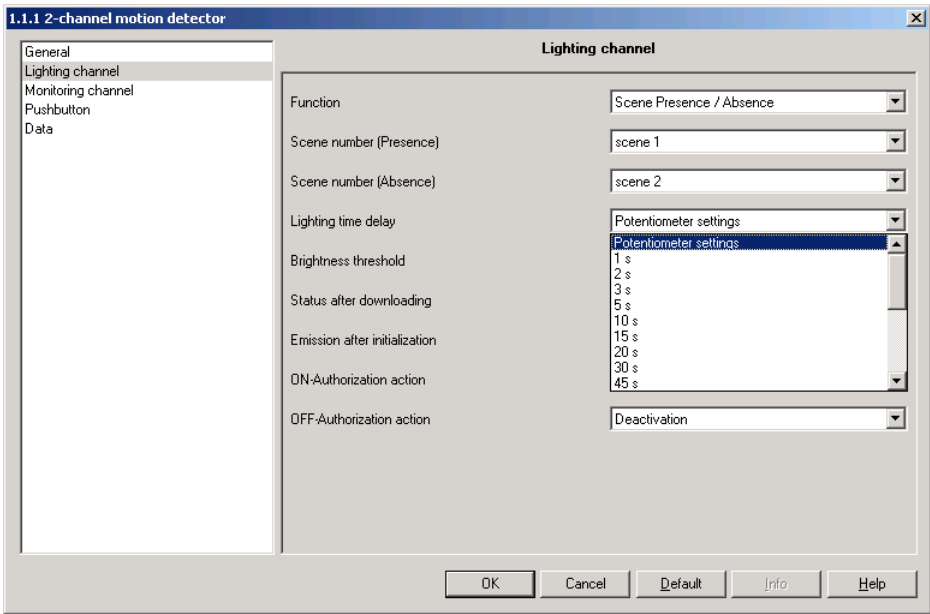 1.1.1 2-channel motion detector
General
Lighting channel
Monitoring channel
Pushbutton
Data
Lighting channel
Function
Scene Presence / Absence
Scene number (Presence)
scene 1
Scene number (Absence)
scene 2
Lighting time delay
Potentiometer settings
Potentiometer settings
1 s
2 s
3 s
5 s
10 s
15 s
20 s
30 s
45 s
Brightness threshold
Status after downloading
Emission after initialization
ON-Authorization action
OFF-Authorization action
Deactivation
OK
Cancel
Default
Info
Help